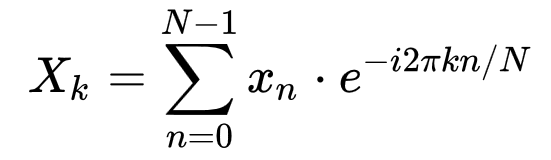 X_k = \sum_{n=0}^{N-1} x_n \cdot e^{-i2\pi kn/N}